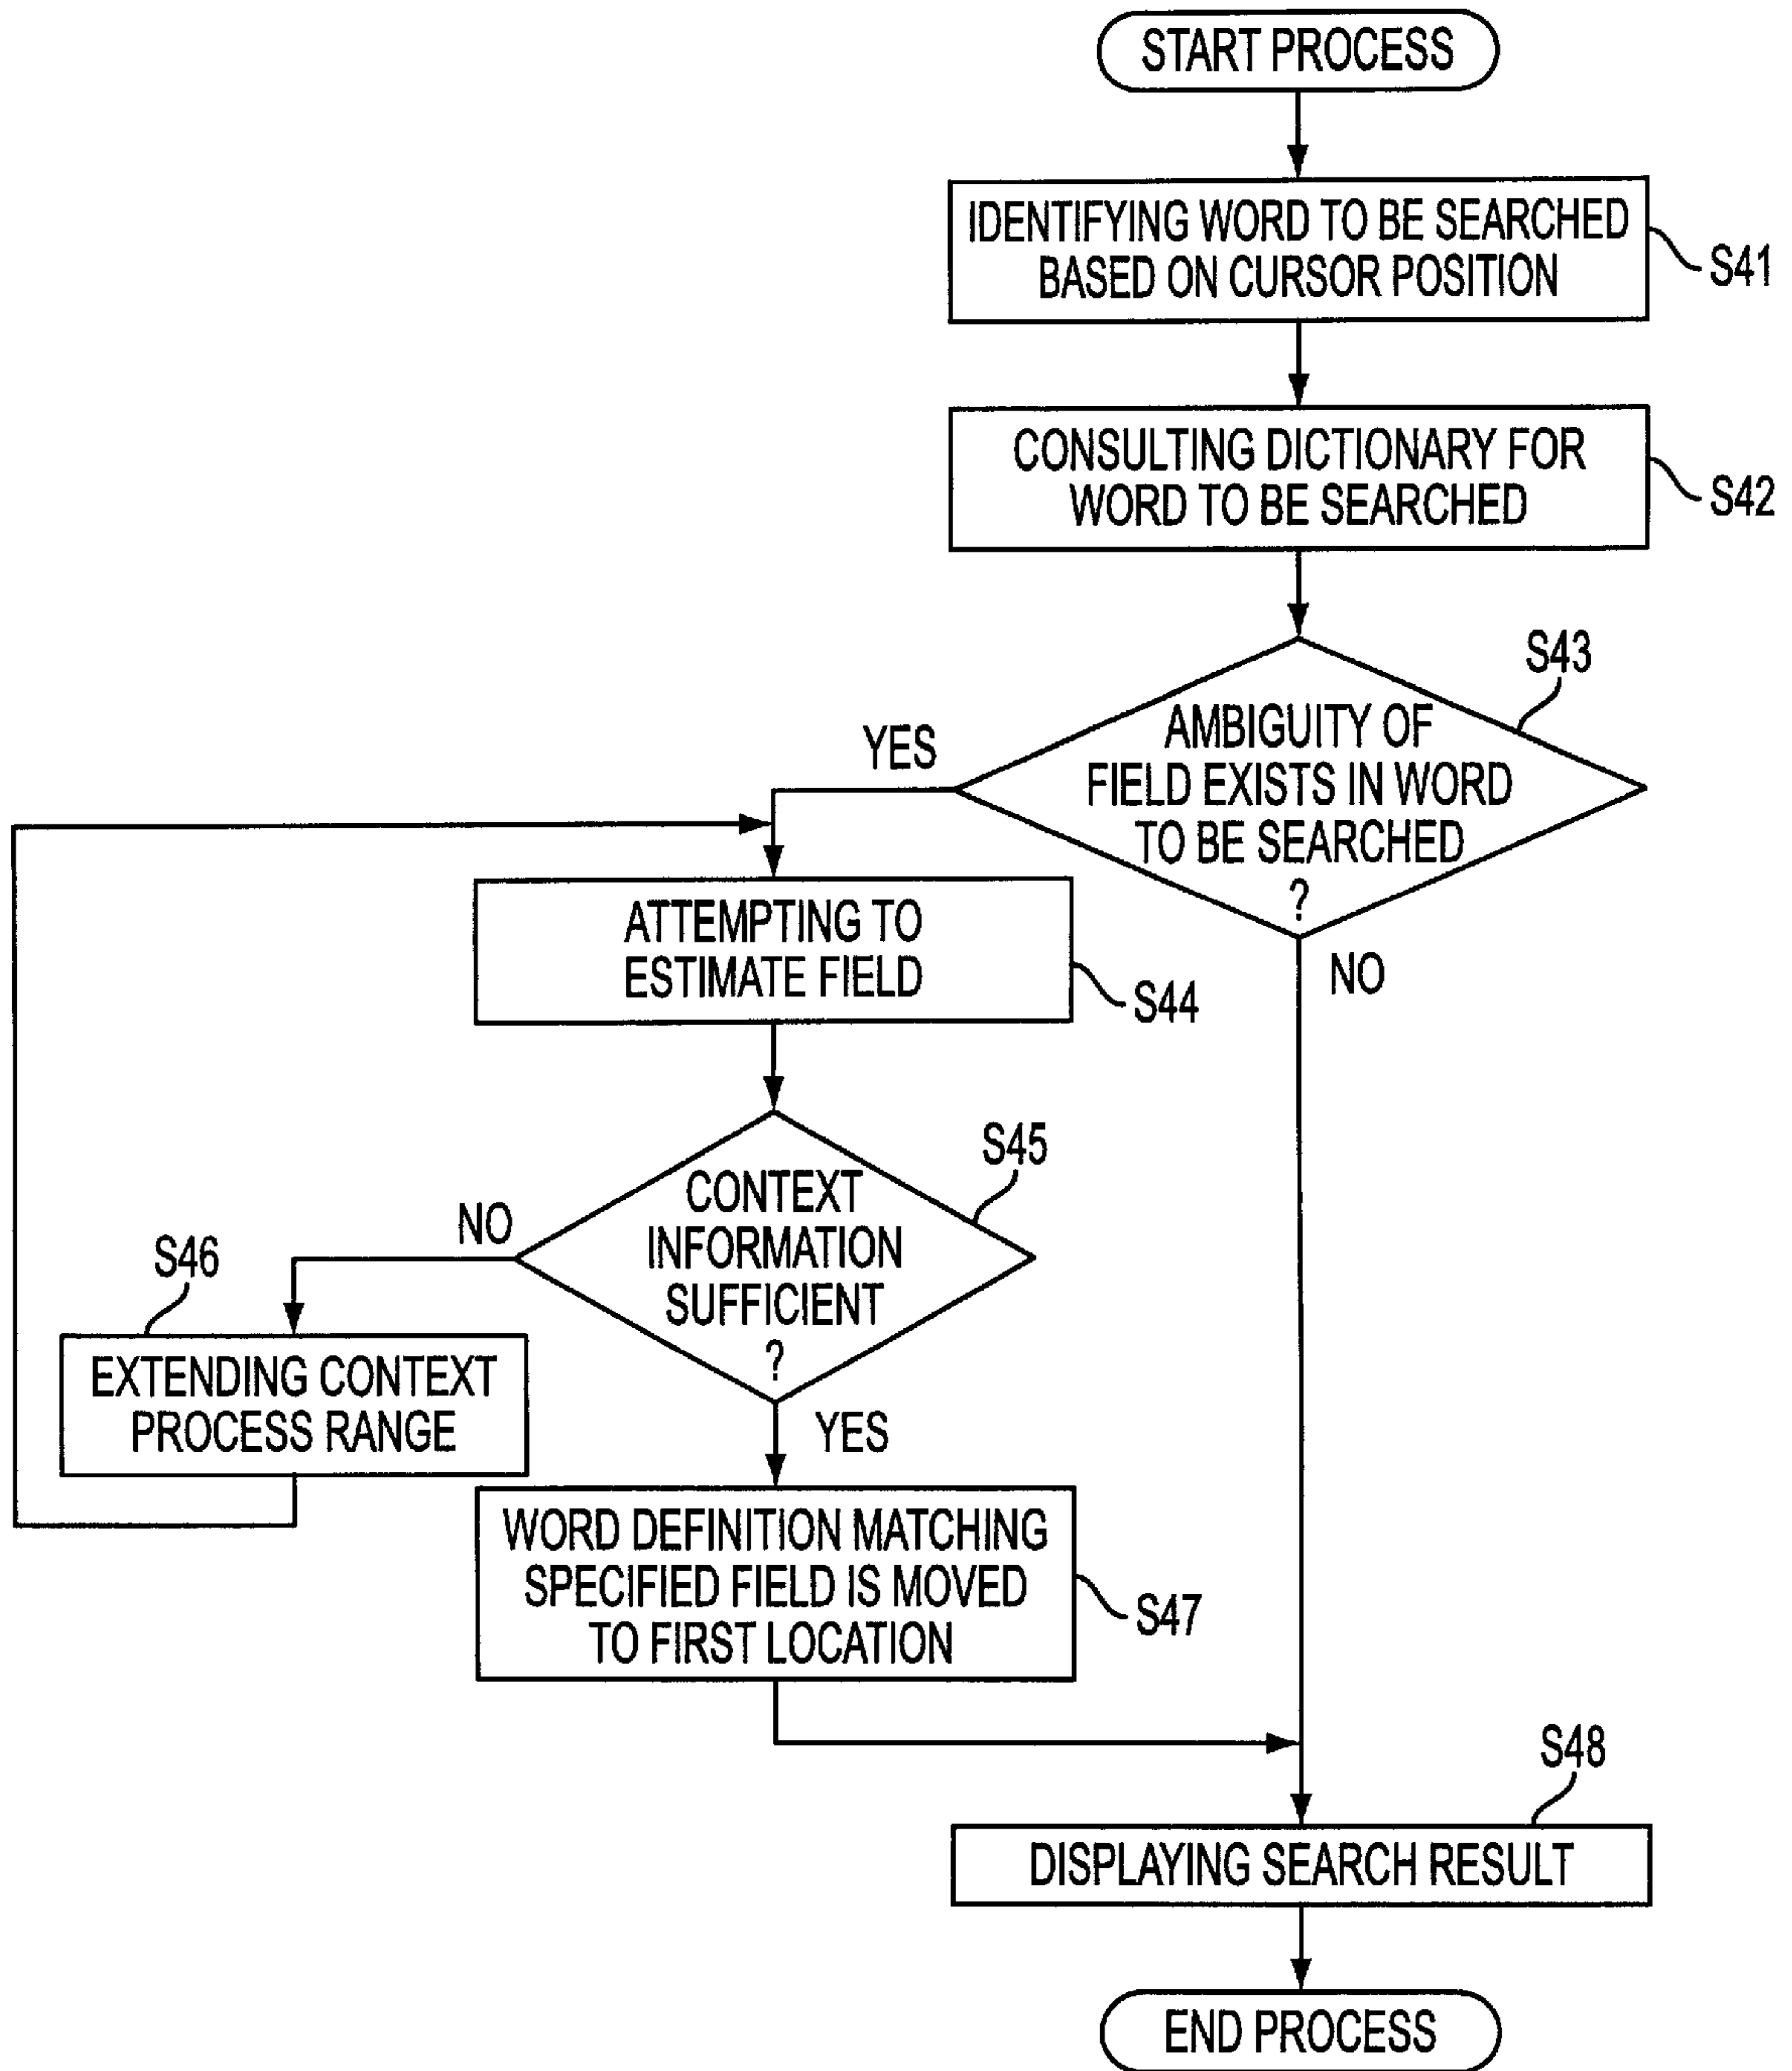 START PROCESS
IDENTIFYING WORD TO BE SEARCHED
BASED ON CURSOR POSITION
S41
CONSULTING DICTIONARY FOR
WORD TO BE SEARCHED
S42
S43
AMBIGUITY OF
FIELD EXISTS IN WORD
TO BE SEARCHED
?
YES
NO
ATTEMPTING TO
ESTIMATE FIELD
S44
S45
CONTEXT
INFORMATION
SUFFICIENT
?
NO
YES
S46
EXTENDING CONTEXT
PROCESS RANGE
WORD DEFINITION MATCHING
SPECIFIED FIELD IS MOVED
TO FIRST LOCATION
S47
S48
DISPLAYING SEARCH RESULT
END PROCESS